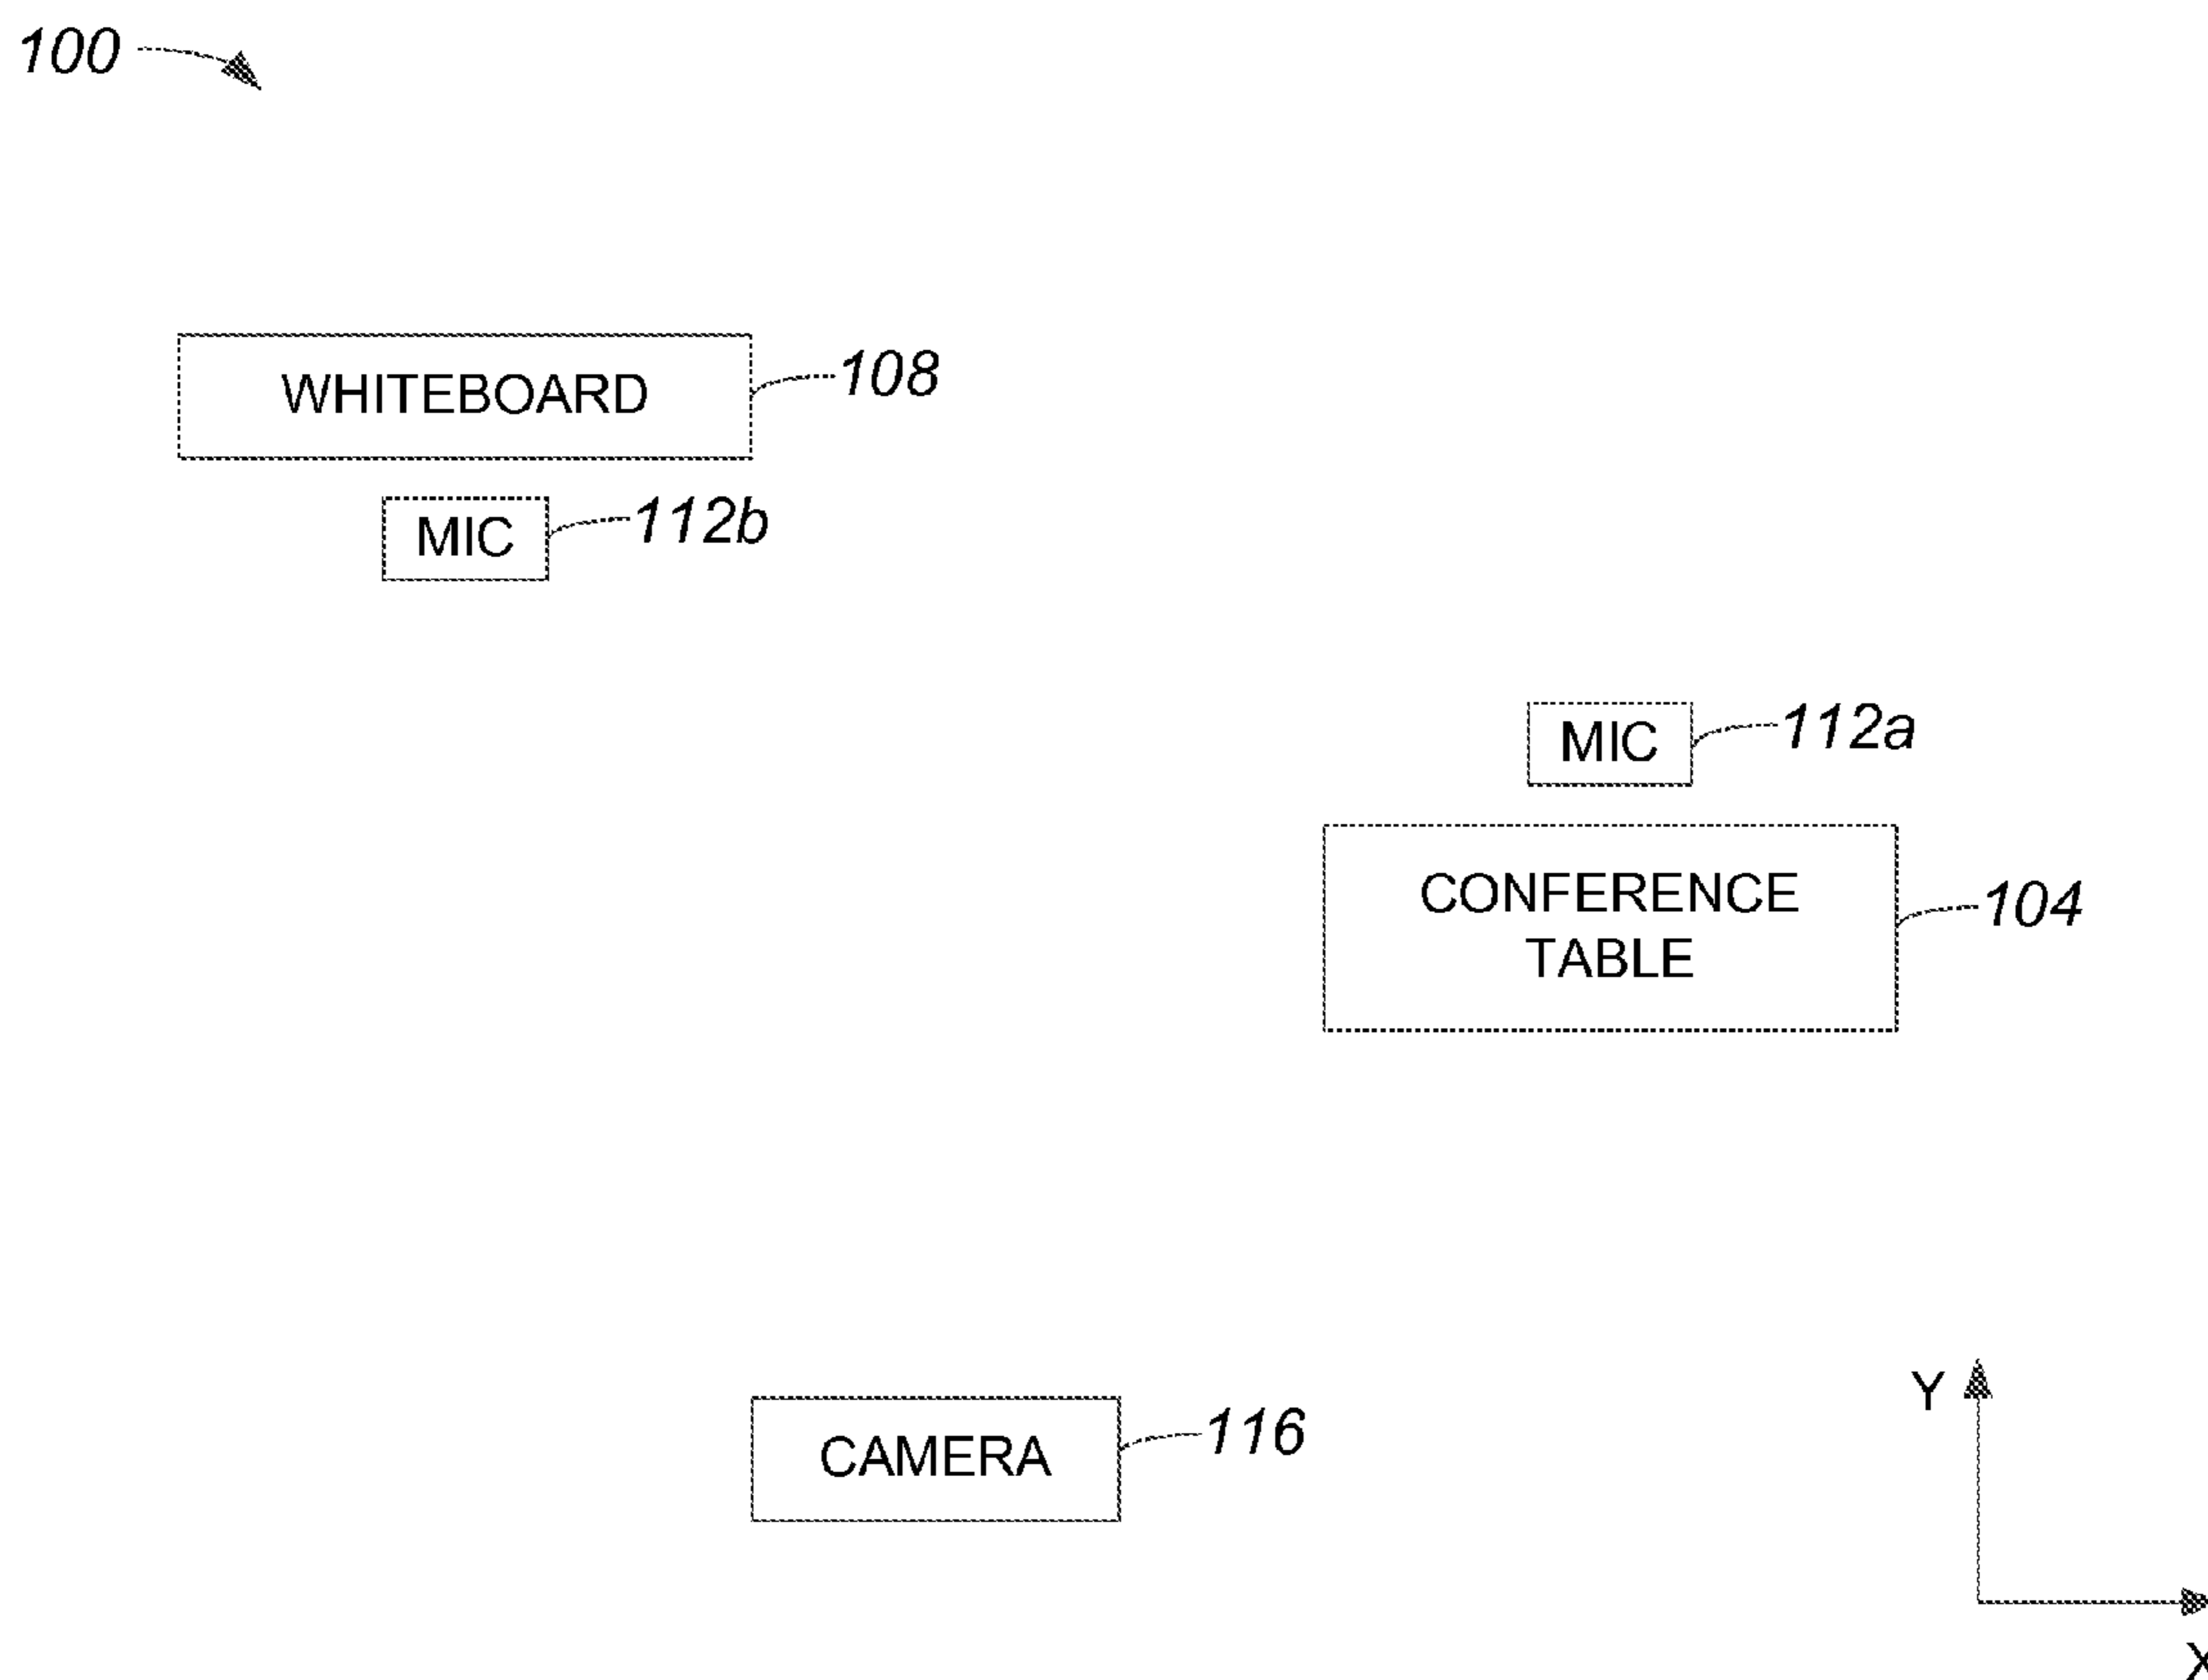 100
WHITEBOARD
108
MIC
112b
MIC
112a
CONFERENCE
TABLE
104
CAMERA
116
Y
X